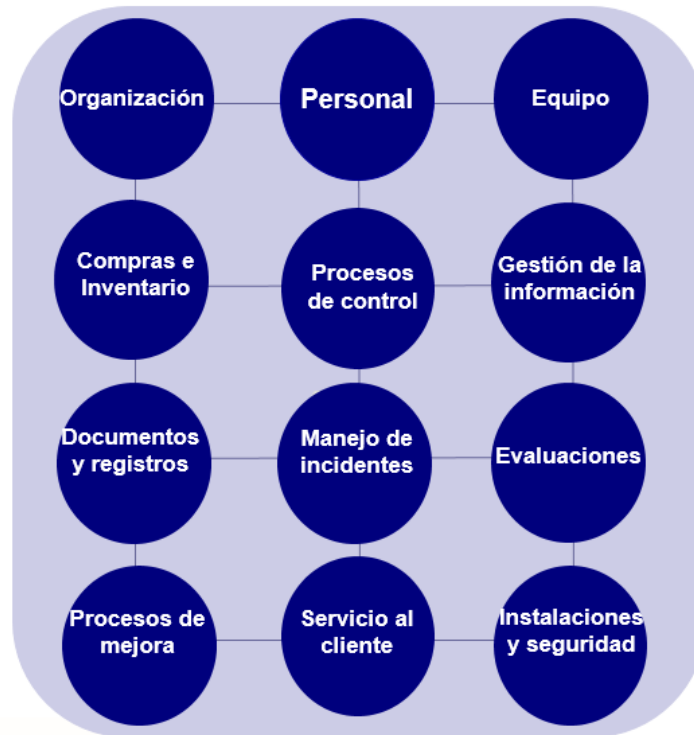 Organización
Personal
Equipo
Compras e
Inventario
Procesos
de control
Gestión de la
información
Documentos
y registros
Manejo de
incidentes
Evaluaciones
Procesos de
mejora
Servicio al
cliente
Instalaciones
y seguridad